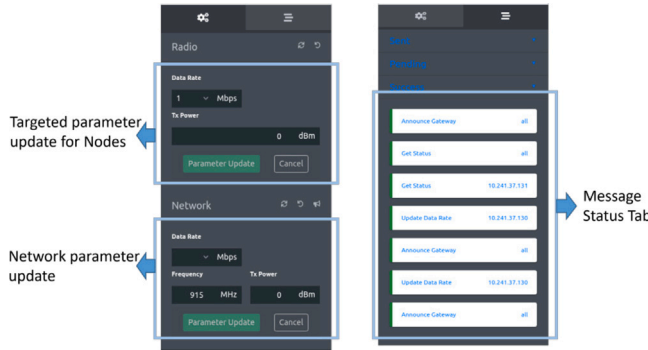 Radio
Data Rate
1 Mbps
Tx Power
0 dBm
Parameter Update Cancel
Network
Data Rate
Mbps
Frequency Tx Power
915 MHz 0 dBm
Parameter Update Cancel
Targeted parameter
update for Nodes
Network parameter
update
Announce Gateway all
Get Status all
Get Status 10.241.37.131
Update Data Rate 10.241.37.130
Announce Gateway all
Update Data Rate 10.241.37.130
Announce Gateway all
Message
Status Tab